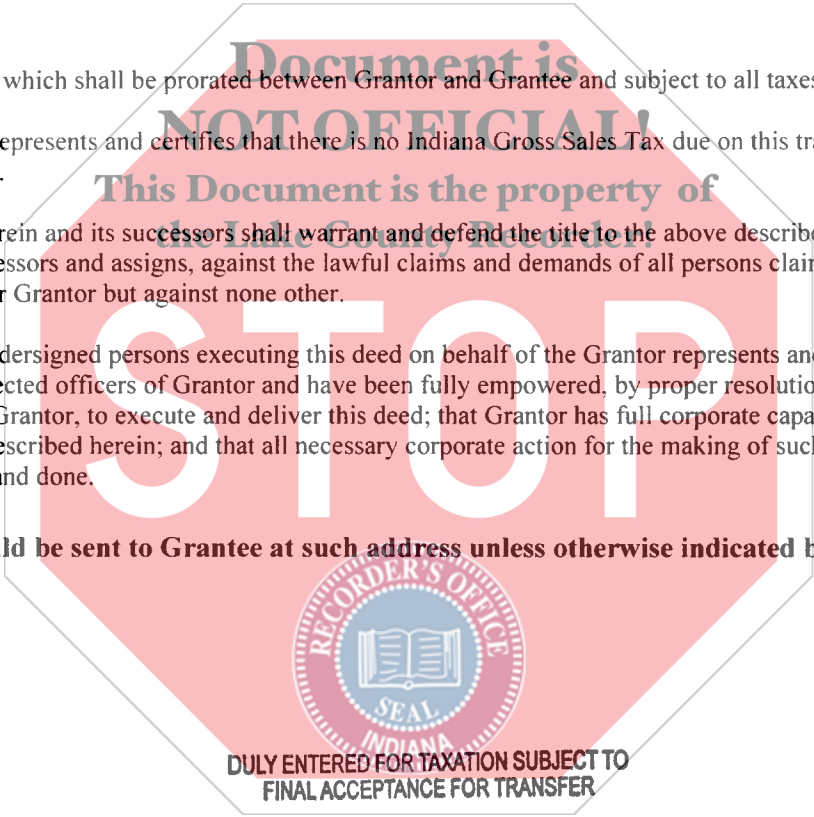 Document is
which shall be prorated between Grantor and Grantee and subject to all taxes
NOT OFFICIAL!
epresents and certifies that there is no Indiana Gross Sales Tax due on this tra
.
This Document is the property of
the Lake County Recorder!
rein and its successors shall warrant and defend the title to the above describe
essors and assigns, against the lawful claims and demands of all persons clair
r Grantor but against none other.
dersigned persons executing this deed on behalf of the Grantor represents and
ected officers of Grantor and have been fully empowered, by proper resolutio
Grantor, to execute and deliver this deed; that Grantor has full corporate capa
escribed herein; and that all necessary corporate action for the making of such
and done.
STOP
ld be sent to Grantee at such address unless otherwise indicated b
RECORDER'S OFFICE
SEAL
INDIANA
DULY ENTERED FOR TAXATION SUBJECT TO
FINAL ACCEPTANCE FOR TRANSFER